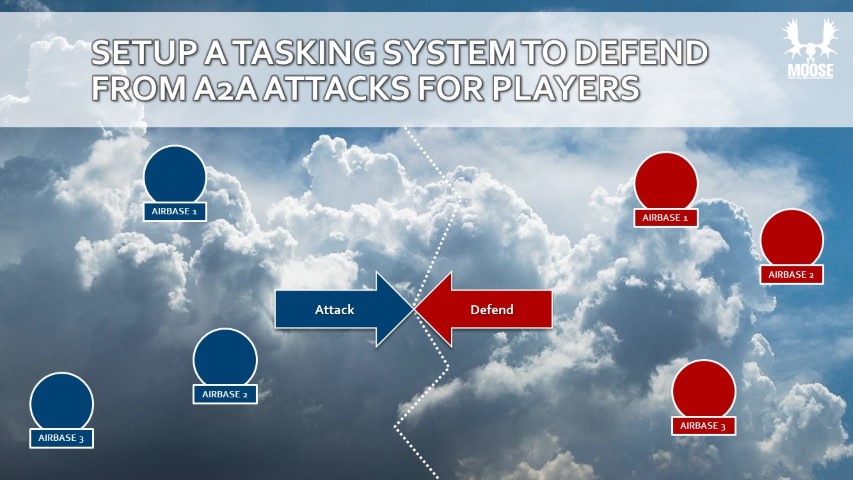 SETUP A TASKING SYSTEM TO DEFEND
FROM A2A ATTACKS FOR PLAYERS
MOOSE
AIRBASE 1
AIRBASE 1
AIRBASE 2
Attack
Defend
AIRBASE 2
AIRBASE 3
AIRBASE 3